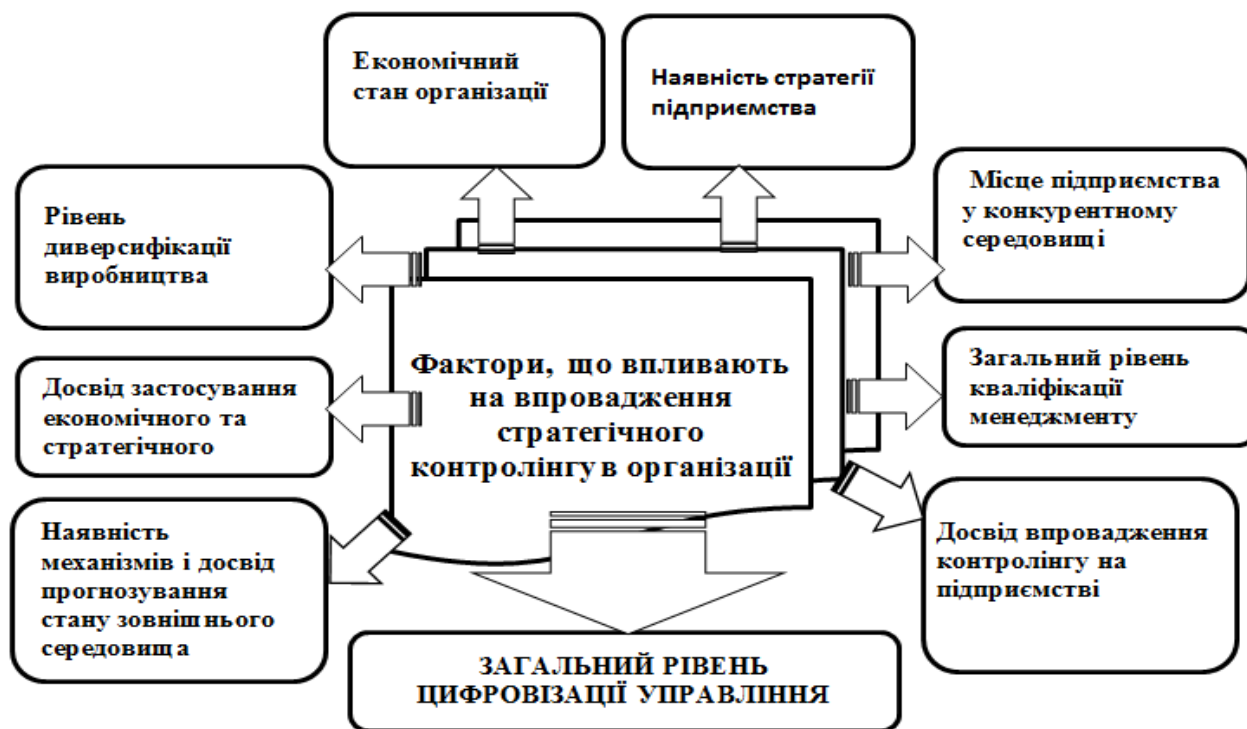 Економічний
стан організації
Наявність стратегії
підприємства
Рівень
диверсифікації
виробництва
Місце підприємства
у конкурентному
середовищі
Фактори, що впливають
на впровадження
стратегічного
контролінгу в організації
Досвід застосування
економічного та
стратегічного
Загальний рівень
кваліфікації
менеджменту
Наявність
механізмів і досвід
прогнозування
стану зовнішнього
середовища
Досвід впровадження
контролінгу на
підприємстві
ЗАГАЛЬНИЙ РІВЕНЬ
ЦИФРОВІЗАЦІЇ УПРАВЛІННЯ